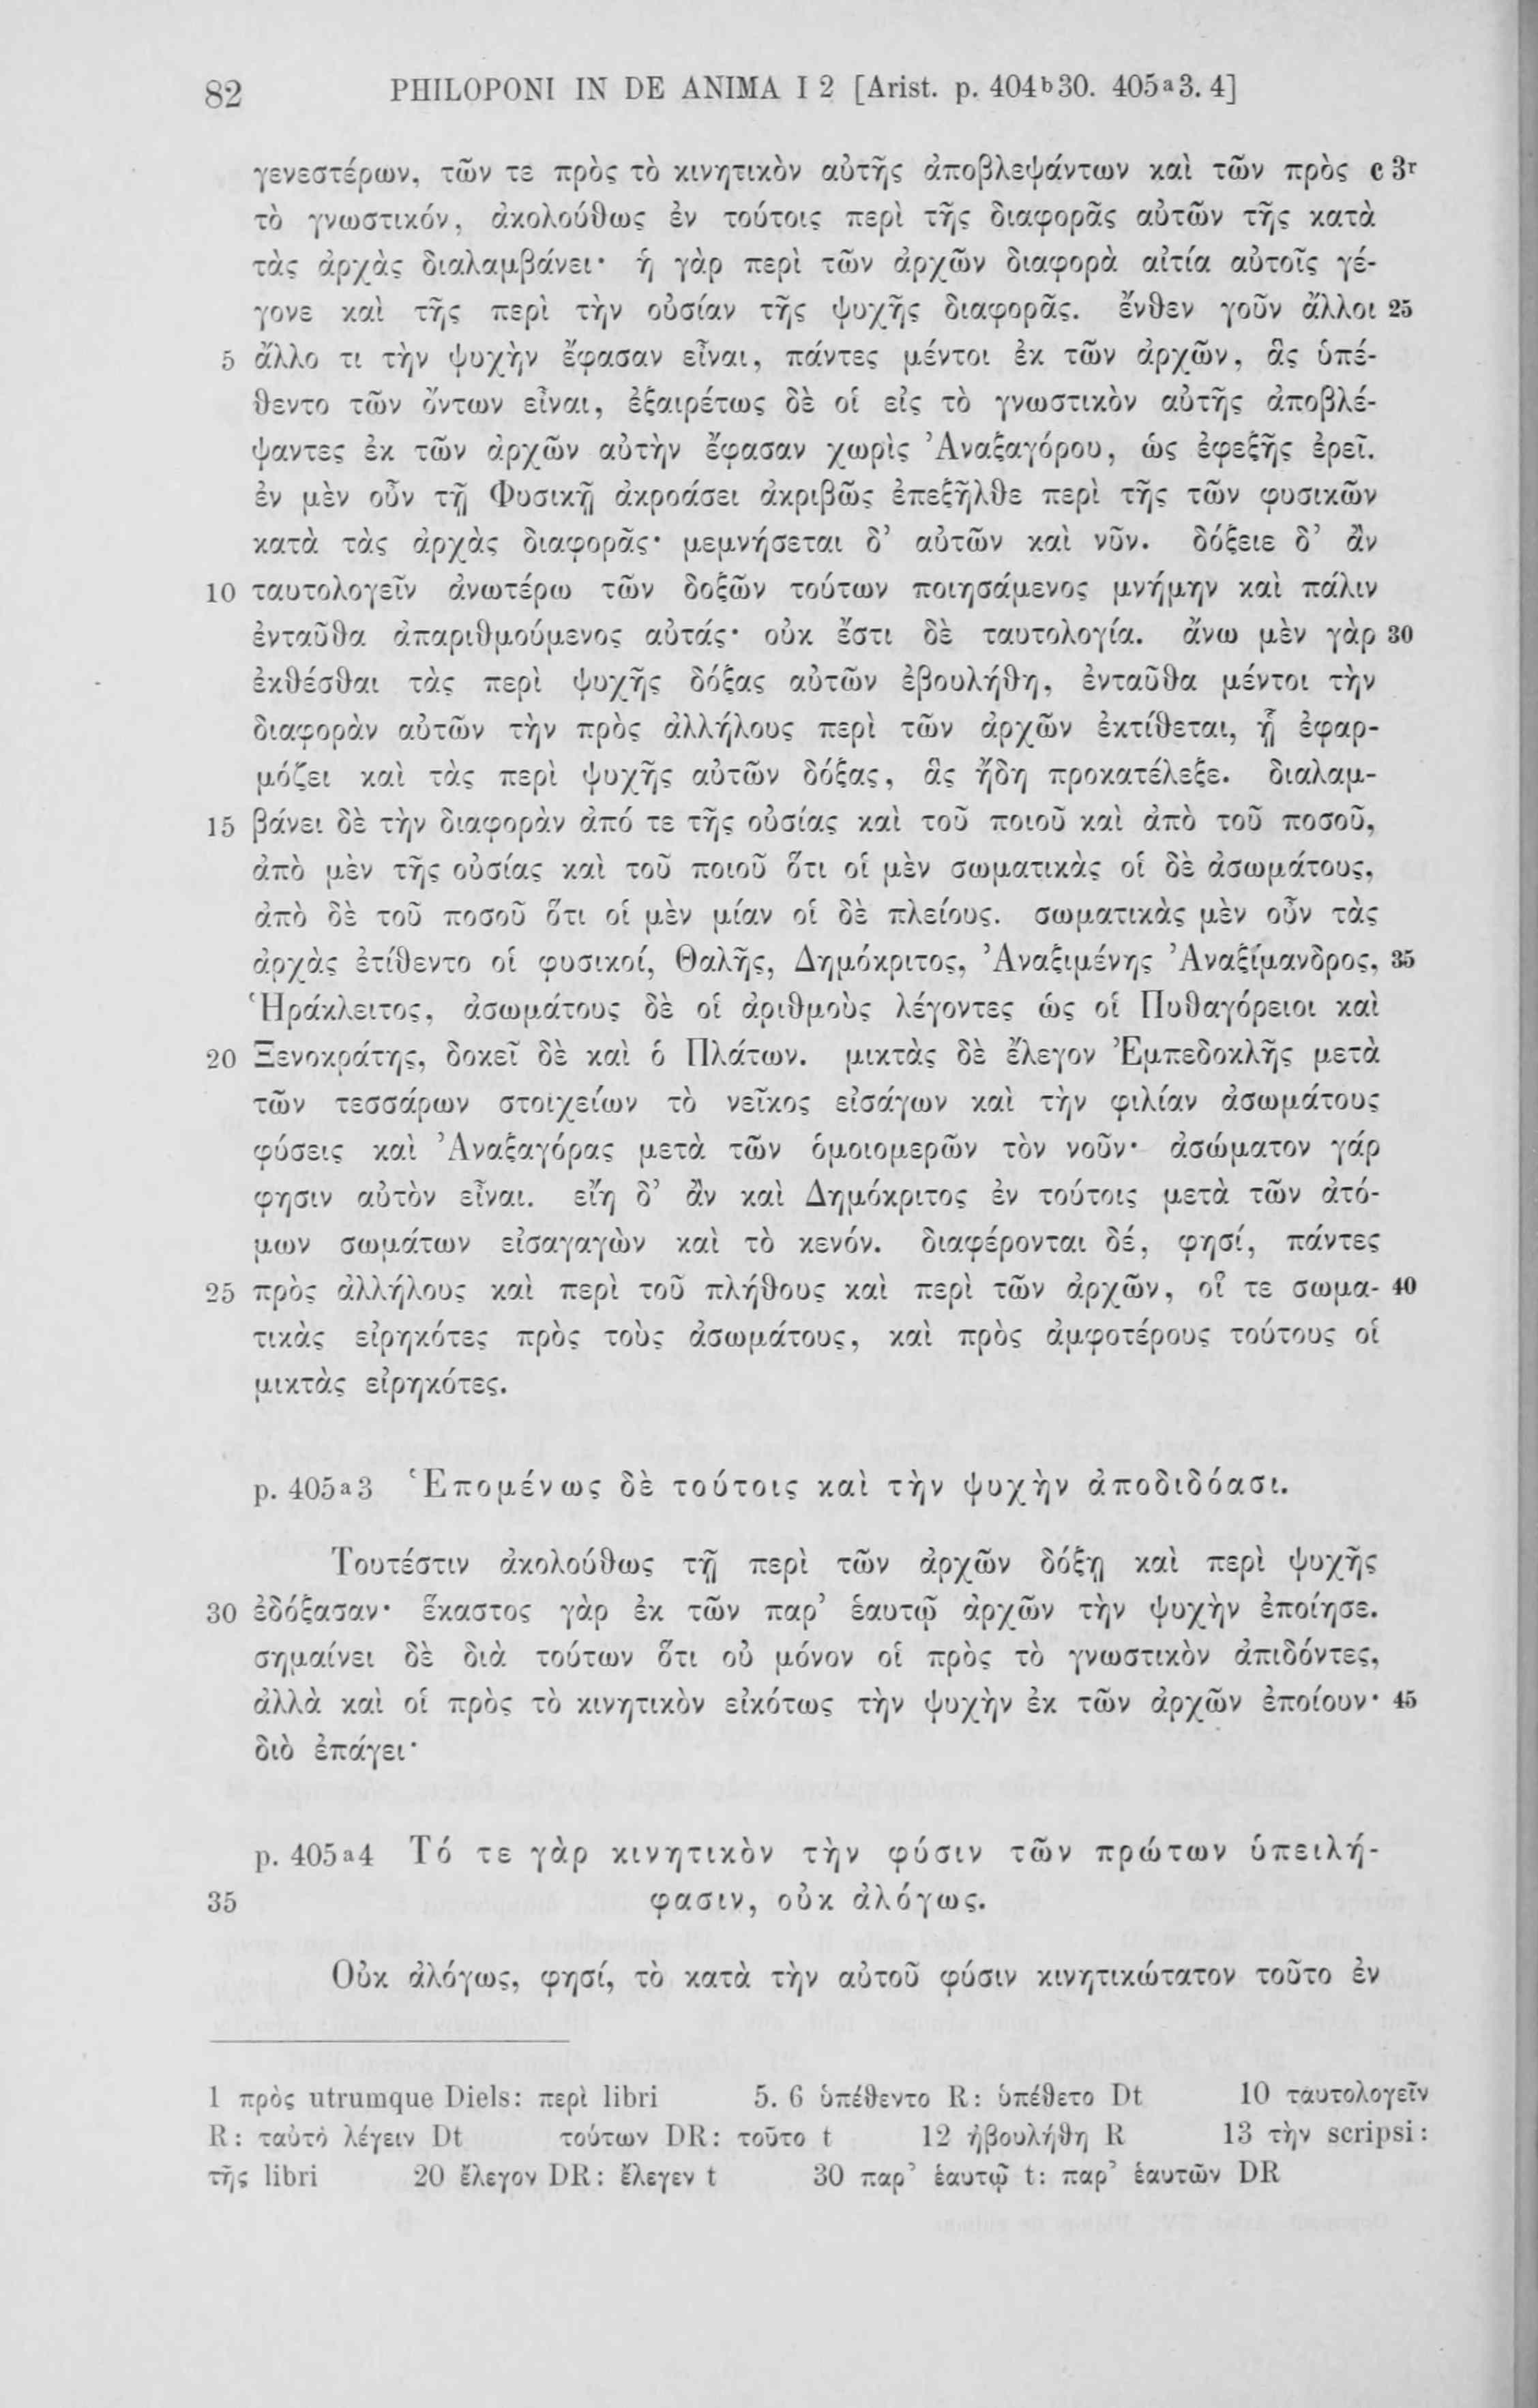 82 PHILOPONI IN DE ANIMA I 2 [Arist. p. 404ᵇ30. 405ᵃ3. 4]
γενεστέρων, τῶν τε πρὸς τὸ κινητικὸν αὐτῆς ἀποβλεψάντων καὶ τῶν πρὸς c 3ʳ
τὸ γνωστικόν, ἀκολούθως ἐν τούτοις περὶ τῆς διαφορᾶς αὐτῶν τῆς κατὰ
τὰς ἀρχὰς διαλαμβάνει· ἡ γὰρ περὶ τῶν ἀρχῶν διαφορὰ αἰτία αὐτοῖς γέ-
γονε καὶ τῆς περὶ τὴν οὐσίαν τῆς ψυχῆς διαφορᾶς. ἔνθεν γοῦν ἄλλοι 25
5 ἄλλο τι τὴν ψυχὴν ἔφασαν εἶναι, πάντες μέντοι ἐκ τῶν ἀρχῶν, ἃς ὑπέ-
θεντο τῶν ὄντων εἶναι, ἐξαιρέτως δὲ οἱ εἰς τὸ γνωστικὸν αὐτῆς ἀποβλέ-
ψαντες ἐκ τῶν ἀρχῶν αὐτὴν ἔφασαν χωρὶς Ἀναξαγόρου, ὡς ἐφεξῆς ἐρεῖ.
ἐν μὲν οὖν τῇ Φυσικῇ ἀκροάσει ἀκριβῶς ἐπεξῆλθε περὶ τῆς τῶν φυσικῶν
κατὰ τὰς ἀρχὰς διαφορᾶς· μεμνήσεται δ’ αὐτῶν καὶ νῦν. δόξειε δ’ ἂν
10 ταυτολογεῖν ἀνωτέρω τῶν δοξῶν τούτων ποιησάμενος μνήμην καὶ πάλιν
ἐνταῦθα ἀπαριθμούμενος αὐτάς· οὐκ ἔστι δὲ ταυτολογία. ἄνω μὲν γὰρ 30
ἐκθέσθαι τὰς περὶ ψυχῆς δόξας αὐτῶν ἐβουλήθη, ἐνταῦθα μέντοι τὴν
διαφορὰν αὐτῶν τὴν πρὸς ἀλλήλους περὶ τῶν ἀρχῶν ἐκτίθεται, ᾗ ἐφαρ-
μόζει καὶ τὰς περὶ ψυχῆς αὐτῶν δόξας, ἃς ἤδη προκατέλεξε. διαλαμ-
15 βάνει δὲ τὴν διαφορὰν ἀπό τε τῆς οὐσίας καὶ τοῦ ποιοῦ καὶ ἀπὸ τοῦ ποσοῦ,
ἀπὸ μὲν τῆς οὐσίας καὶ τοῦ ποιοῦ ὅτι οἱ μὲν σωματικὰς οἱ δὲ ἀσωμάτους,
ἀπὸ δὲ τοῦ ποσοῦ ὅτι οἱ μὲν μίαν οἱ δὲ πλείους. σωματικὰς μὲν οὖν τὰς
ἀρχὰς ἐτίθεντο οἱ φυσικοί, Θαλῆς, Δημόκριτος, Ἀναξιμένης Ἀναξίμανδρος, 35
Ἡράκλειτος, ἀσωμάτους δὲ οἱ ἀριθμοὺς λέγοντες ὡς οἱ Πυθαγόρειοι καὶ
20 Ξενοκράτης, δοκεῖ δὲ καὶ ὁ Πλάτων. μικτὰς δὲ ἔλεγον Ἐμπεδοκλῆς μετὰ
τῶν τεσσάρων στοιχείων τὸ νεῖκος εἰσάγων καὶ τὴν φιλίαν ἀσωμάτους
φύσεις καὶ Ἀναξαγόρας μετὰ τῶν ὁμοιομερῶν τὸν νοῦν· ἀσώματον γάρ
φησιν αὐτὸν εἶναι. εἴη δ’ ἂν καὶ Δημόκριτος ἐν τούτοις μετὰ τῶν ἀτό-
μων σωμάτων εἰσαγαγὼν καὶ τὸ κενόν. διαφέρονται δέ, φησί, πάντες
25 πρὸς ἀλλήλους καὶ περὶ τοῦ πλήθους καὶ περὶ τῶν ἀρχῶν, οἵ τε σωμα- 40
τικὰς εἰρηκότες πρὸς τοὺς ἀσωμάτους, καὶ πρὸς ἀμφοτέρους τούτους οἱ
μικτὰς εἰρηκότες.
p. 405ᵃ3 Ἑπομένως δὲ τούτοις καὶ τὴν ψυχὴν ἀποδιδόασι.
Τουτέστιν ἀκολούθως τῇ περὶ τῶν ἀρχῶν δόξῃ καὶ περὶ ψυχῆς
30 ἐδόξασαν· ἕκαστος γὰρ ἐκ τῶν παρ’ ἑαυτῷ ἀρχῶν τὴν ψυχὴν ἐποίησε.
σημαίνει δὲ διὰ τούτων ὅτι οὐ μόνον οἱ πρὸς τὸ γνωστικὸν ἀπιδόντες,
ἀλλὰ καὶ οἱ πρὸς τὸ κινητικὸν εἰκότως τὴν ψυχὴν ἐκ τῶν ἀρχῶν ἐποίουν· 45
διὸ ἐπάγει·
p. 405ᵃ4 Τό τε γὰρ κινητικὸν τὴν φύσιν τῶν πρώτων ὑπειλή-
35 φασιν, οὐκ ἀλόγως.
Οὐκ ἀλόγως, φησί, τὸ κατὰ τὴν αὐτοῦ φύσιν κινητικώτατον τοῦτο ἐν
1 πρὸς utrumque Diels: περὶ libri 5. 6 ὑπέθεντο R: ὑπέθετο Dt 10 ταυτολογεῖν
R: ταὐτὸ λέγειν Dt τούτων DR: τοῦτο t 12 ἠβουλήθη R 13 τὴν scripsi:
τῆς libri 20 ἔλεγον DR: ἔλεγεν t 30 παρ’ ἑαυτῷ t: παρ’ ἑαυτῶν DR